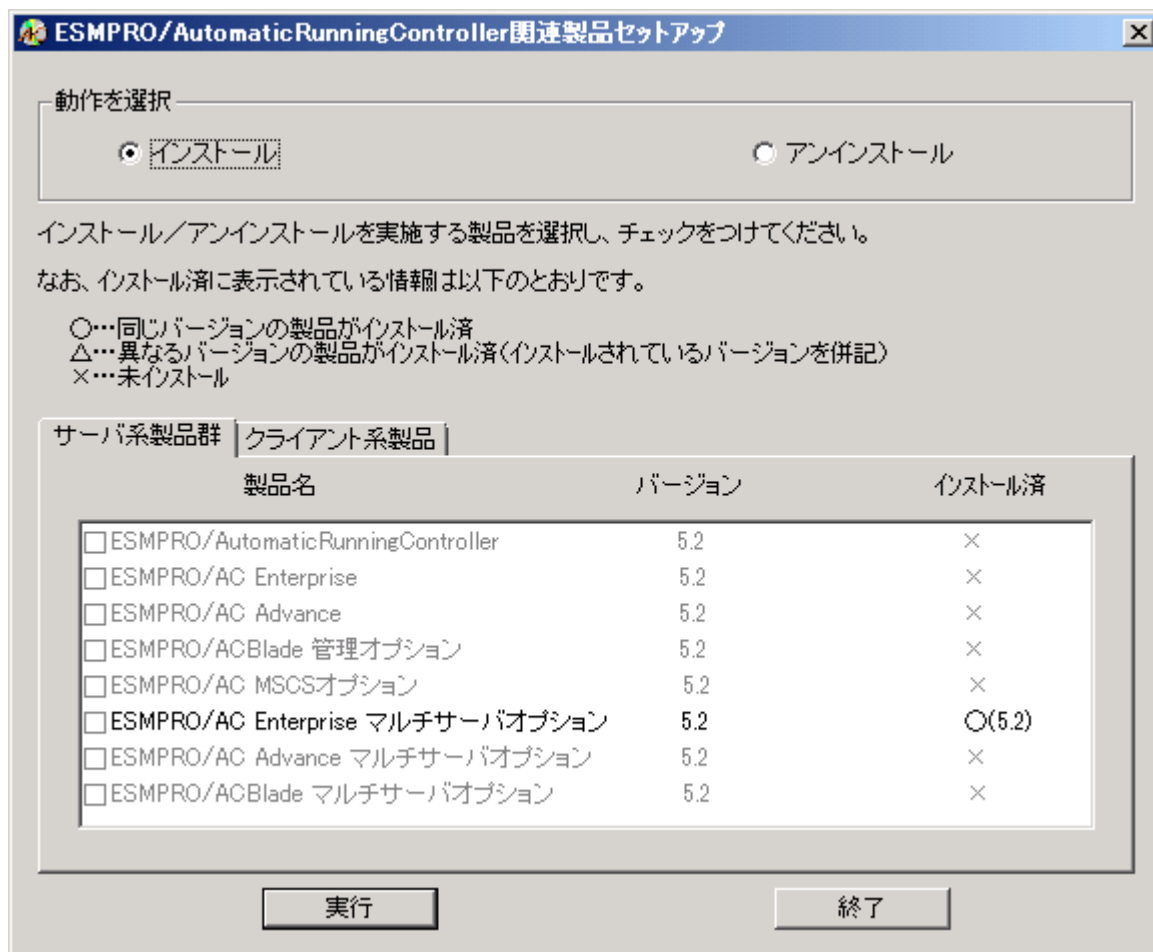 ESMPRO/AutomaticRunningController関連製品セットアップ
動作を選択
インストール アンインストール
インストール／アンインストールを実施する製品を選択し、チェックをつけてください。
なお、インストール済に表示されている情報は以下のとおりです。
○…同じバージョンの製品がインストール済
△…異なるバージョンの製品がインストール済(インストールされているバージョンを併記)
×…未インストール
サーバ系製品群 クライアント系製品
製品名 バージョン インストール済
ESMPRO/AutomaticRunningController 5.2 ×
ESMPRO/AC Enterprise 5.2 ×
ESMPRO/AC Advance 5.2 ×
ESMPRO/ACBlade 管理オプション 5.2 ×
ESMPRO/AC MSCSオプション 5.2 ×
ESMPRO/AC Enterprise マルチサーバオプション 5.2 ○(5.2)
ESMPRO/AC Advance マルチサーバオプション 5.2 ×
ESMPRO/ACBlade マルチサーバオプション 5.2 ×
実行 終了